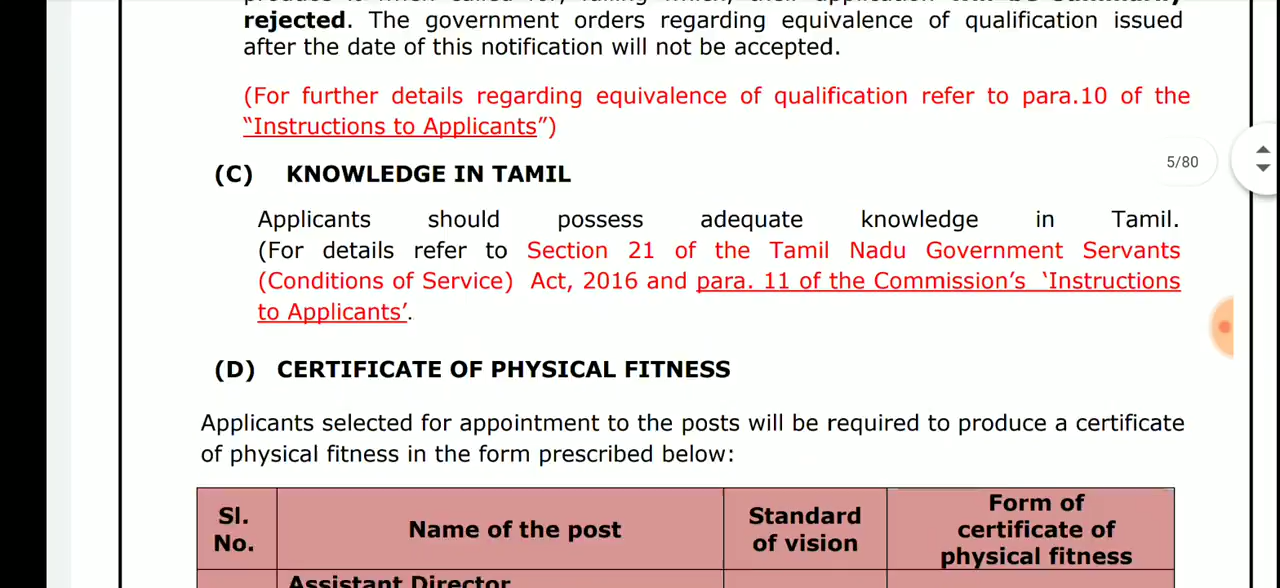 rejected. The government orders regarding equivalence of qualification issued
after the date of this notification will not be accepted.
(For further details regarding equivalence of qualification refer to para.10 of the
“Instructions to Applicants”)
5/80
(C) KNOWLEDGE IN TAMIL
Applicants should possess adequate knowledge in Tamil.
(For details refer to Section 21 of the Tamil Nadu Government Servants
(Conditions of Service) Act, 2016 and para. 11 of the Commission’s ‘Instructions
to Applicants’.
(D) CERTIFICATE OF PHYSICAL FITNESS
Applicants selected for appointment to the posts will be required to produce a certificate
of physical fitness in the form prescribed below:
Sl. No.
Name of the post
Standard of vision
Form of certificate of physical fitness
Assistant Director